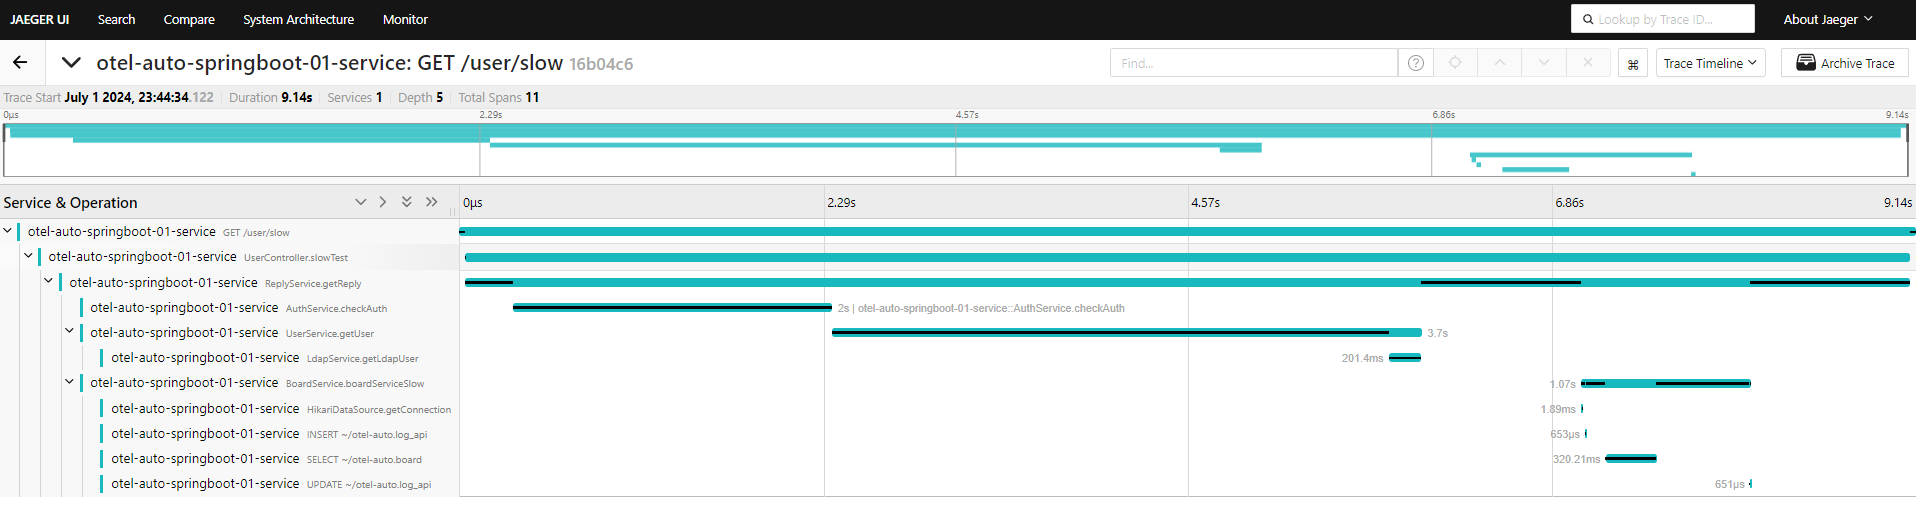 JAEGER UI Search Compare System Architecture Monitor Lookup by Trace ID... About Jaeger
otel-auto-springboot-01-service: GET /user/slow 16b04c6 Find... ? ⌘ Trace Timeline Archive Trace
Trace Start July 1 2024, 23:44:34.122 Duration 9.14s Services 1 Depth 5 Total Spans 11
0μs 2.29s 4.57s 6.86s 9.14s
Service & Operation 0μs 2.29s 4.57s 6.86s 9.14s
otel-auto-springboot-01-service GET /user/slow
otel-auto-springboot-01-service UserController.slowTest
otel-auto-springboot-01-service ReplyService.getReply
otel-auto-springboot-01-service AuthService.checkAuth 2s | otel-auto-springboot-01-service::AuthService.checkAuth
otel-auto-springboot-01-service UserService.getUser 3.7s
otel-auto-springboot-01-service LdapService.getLdapUser 201.4ms
otel-auto-springboot-01-service BoardService.boardServiceSlow 1.07s
otel-auto-springboot-01-service HikariDataSource.getConnection 1.89ms
otel-auto-springboot-01-service INSERT ~/otel-auto.log_api 653μs
otel-auto-springboot-01-service SELECT ~/otel-auto.board 320.21ms
otel-auto-springboot-01-service UPDATE ~/otel-auto.log_api 651μs